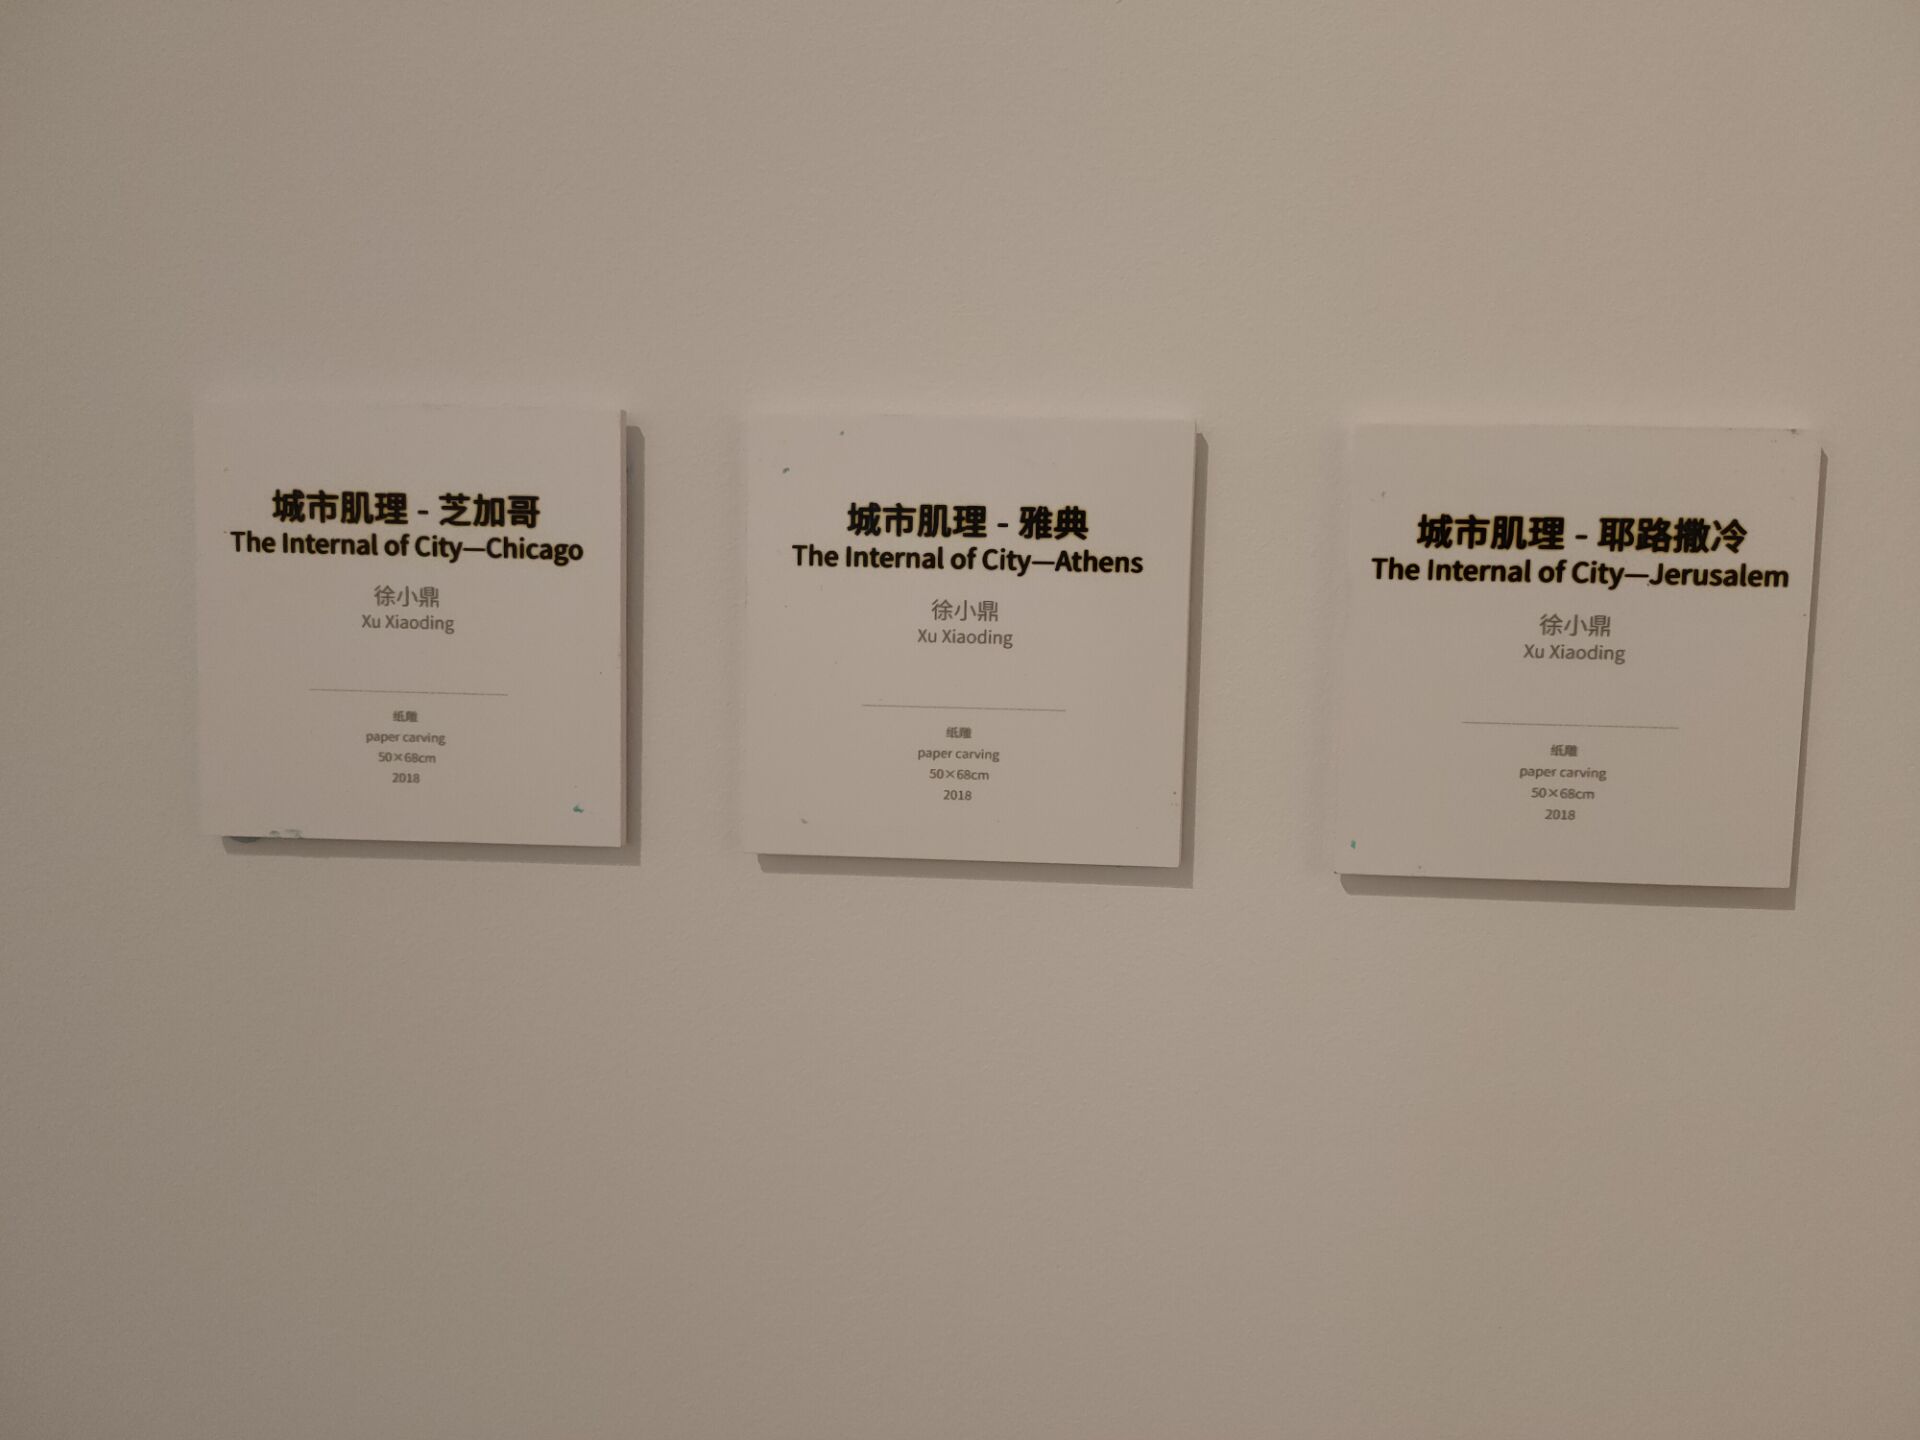 城市肌理 - 芝加哥
The Internal of City—Chicago
徐小鼎
Xu Xiaoding
纸雕
paper carving
50×68cm
2018
城市肌理 - 雅典
The Internal of City—Athens
徐小鼎
Xu Xiaoding
纸雕
paper carving
50×68cm
2018
城市肌理 - 耶路撒冷
The Internal of City—Jerusalem
徐小鼎
Xu Xiaoding
纸雕
paper carving
50×68cm
2018